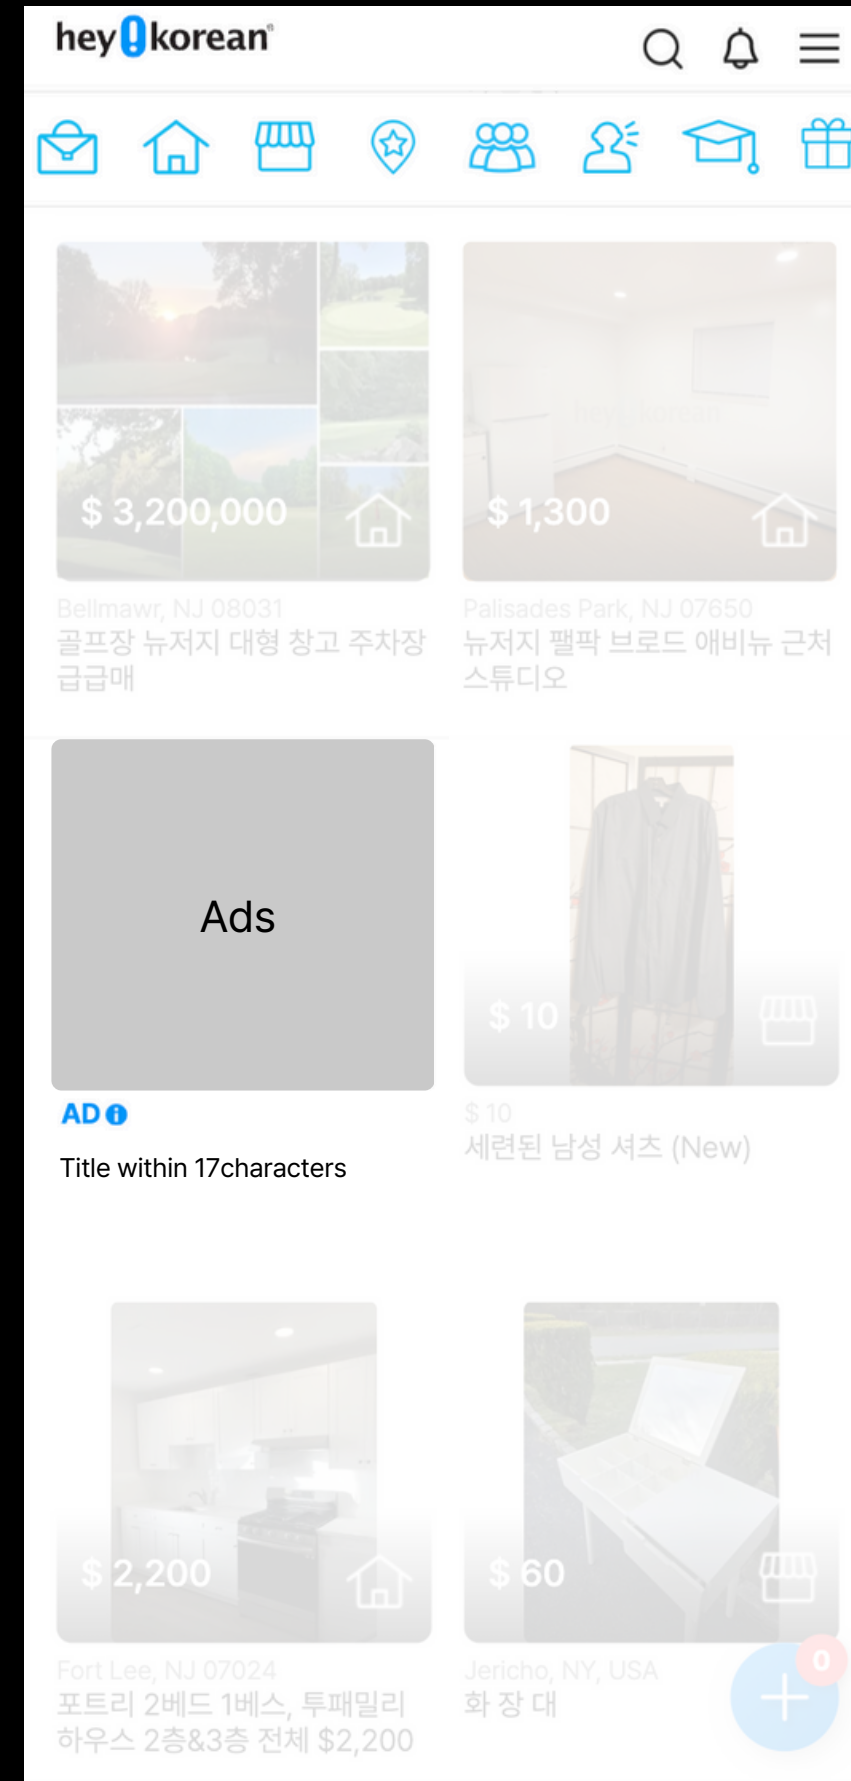 hey!korean®
hey!korean
$ 3,200,000
$ 1,300
Bellmawr, NJ 08031
골프장 뉴저지 대형 창고 주차장
급급매
Palisades Park, NJ 07650
뉴저지 팰팍 브로드 애비뉴 근처
스튜디오
Ads
$ 10
AD
Title within 17characters
$ 10
세련된 남성 셔츠 (New)
$ 2,200
$ 60
Fort Lee, NJ 07024
포트리 2베드 1베스, 투패밀리
하우스 2층&3층 전체 $2,200
Jericho, NY, USA
화 장 대
0